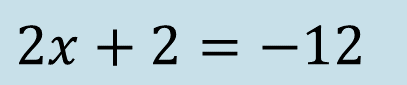 2x + 2 = −12